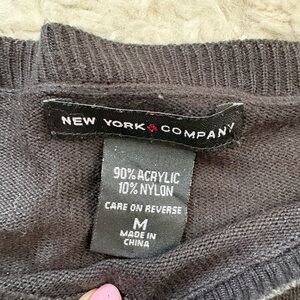 NEW YORK COMPANY
90% ACRYLIC
10% NYLON
CARE ON REVERSE
M
MADE IN
CHINA